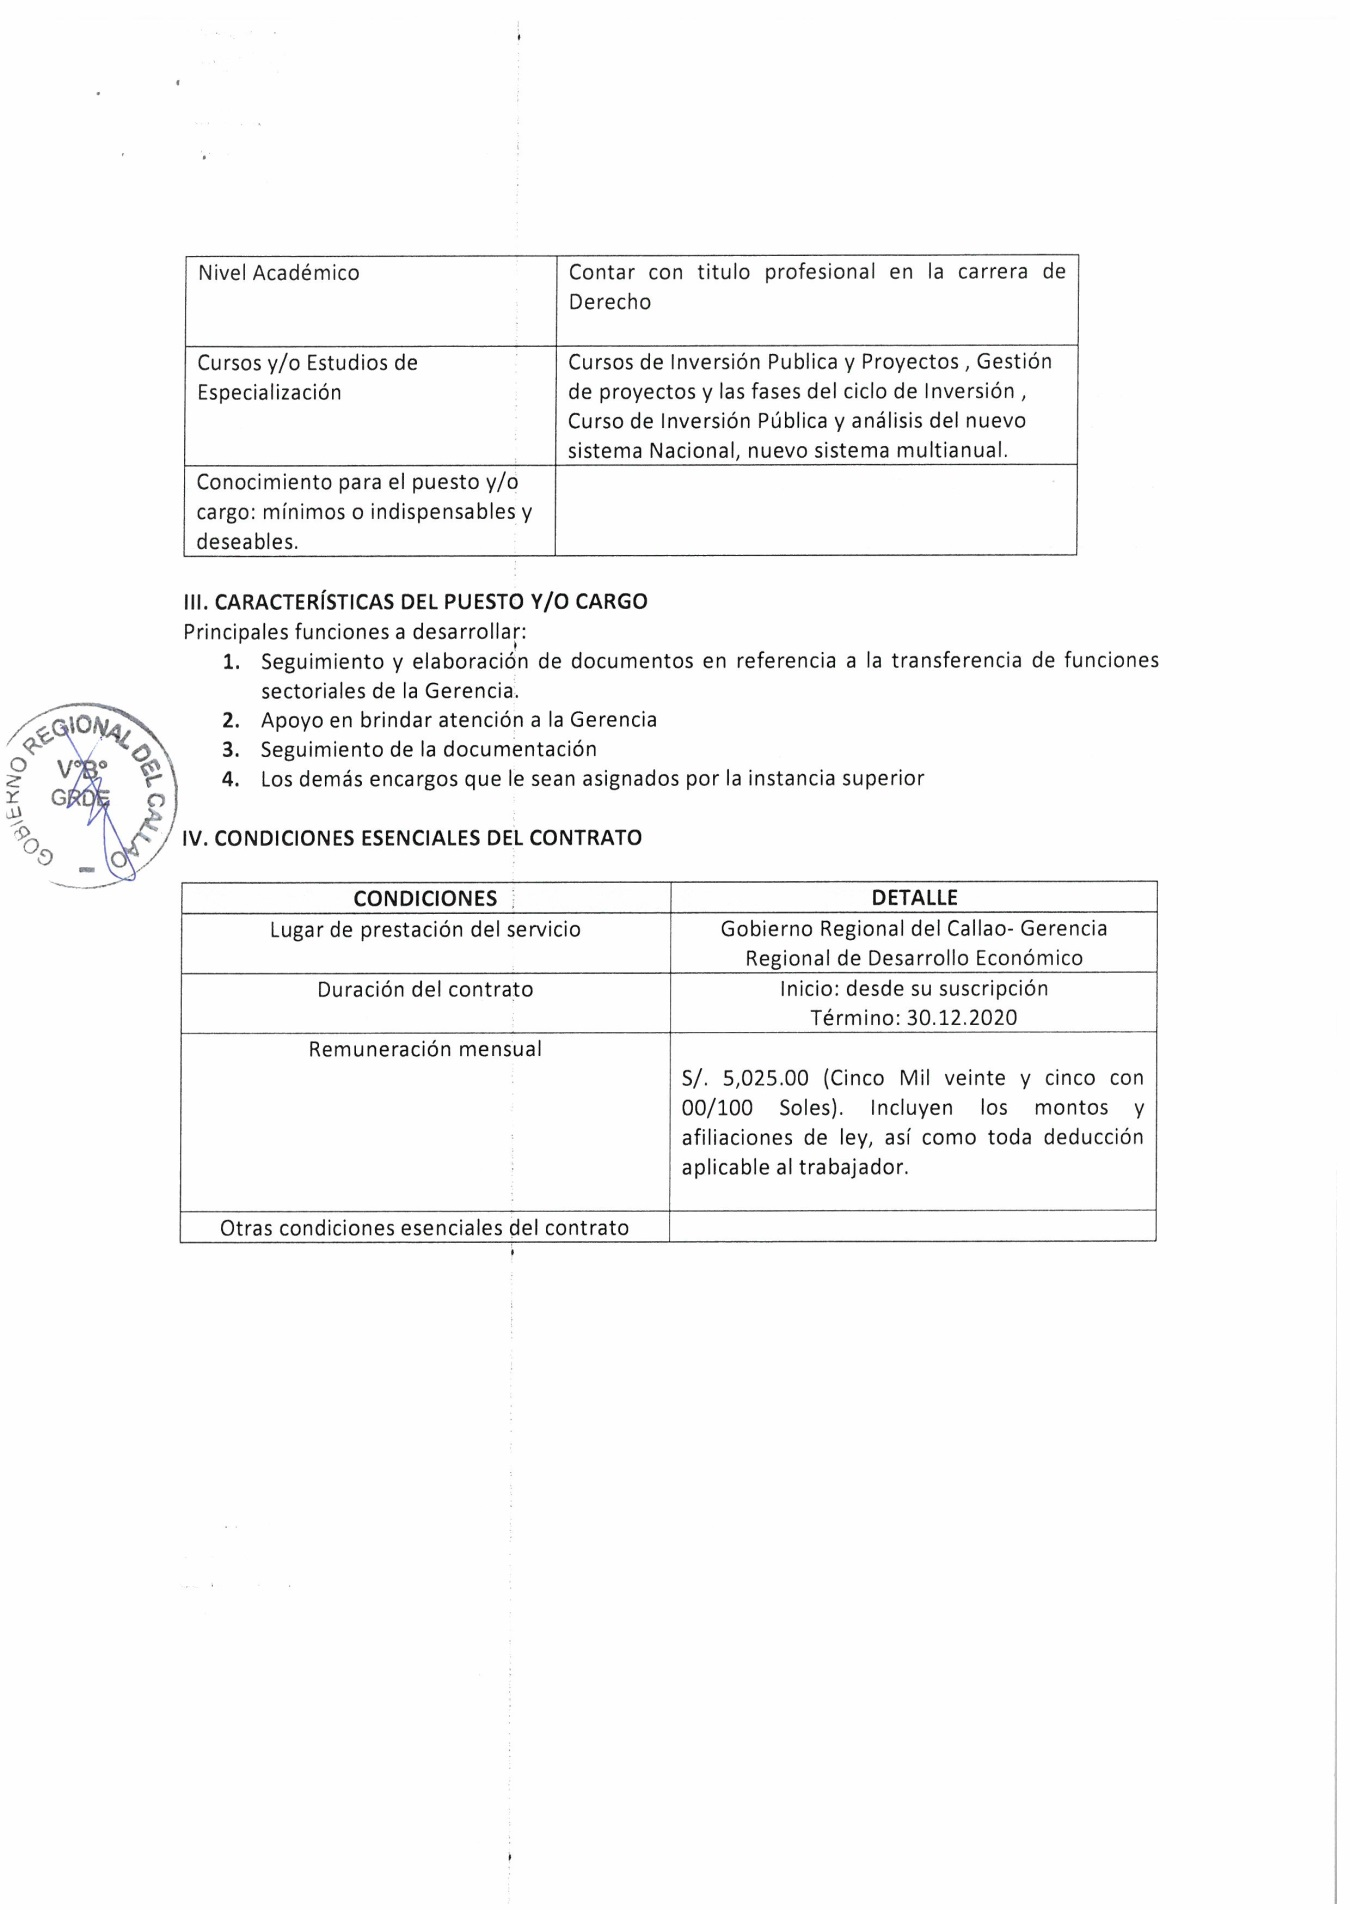 Nivel Académico
Contar con titulo profesional en la carrera de
Derecho
Cursos y/o Estudios de
Especialización
Cursos de Inversión Publica y Proyectos , Gestión
de proyectos y las fases del ciclo de Inversión ,
Curso de Inversión Pública y análisis del nuevo
sistema Nacional, nuevo sistema multianual.
Conocimiento para el puesto y/o
cargo: mínimos o indispensables y
deseables.
III. CARACTERÍSTICAS DEL PUESTO Y/O CARGO
Principales funciones a desarrollar:
1. Seguimiento y elaboración de documentos en referencia a la transferencia de funciones
sectoriales de la Gerencia.
2. Apoyo en brindar atención a la Gerencia
3. Seguimiento de la documentación
4. Los demás encargos que le sean asignados por la instancia superior
GOBIERNO REGIONAL DEL CALLAO
V°B°
GRDE
IV. CONDICIONES ESENCIALES DEL CONTRATO
CONDICIONES
DETALLE
Lugar de prestación del servicio
Gobierno Regional del Callao- Gerencia
Regional de Desarrollo Económico
Duración del contrato
Inicio: desde su suscripción
Término: 30.12.2020
Remuneración mensual
S/. 5,025.00 (Cinco Mil veinte y cinco con
00/100 Soles). Incluyen los montos y
afiliaciones de ley, así como toda deducción
aplicable al trabajador.
Otras condiciones esenciales del contrato